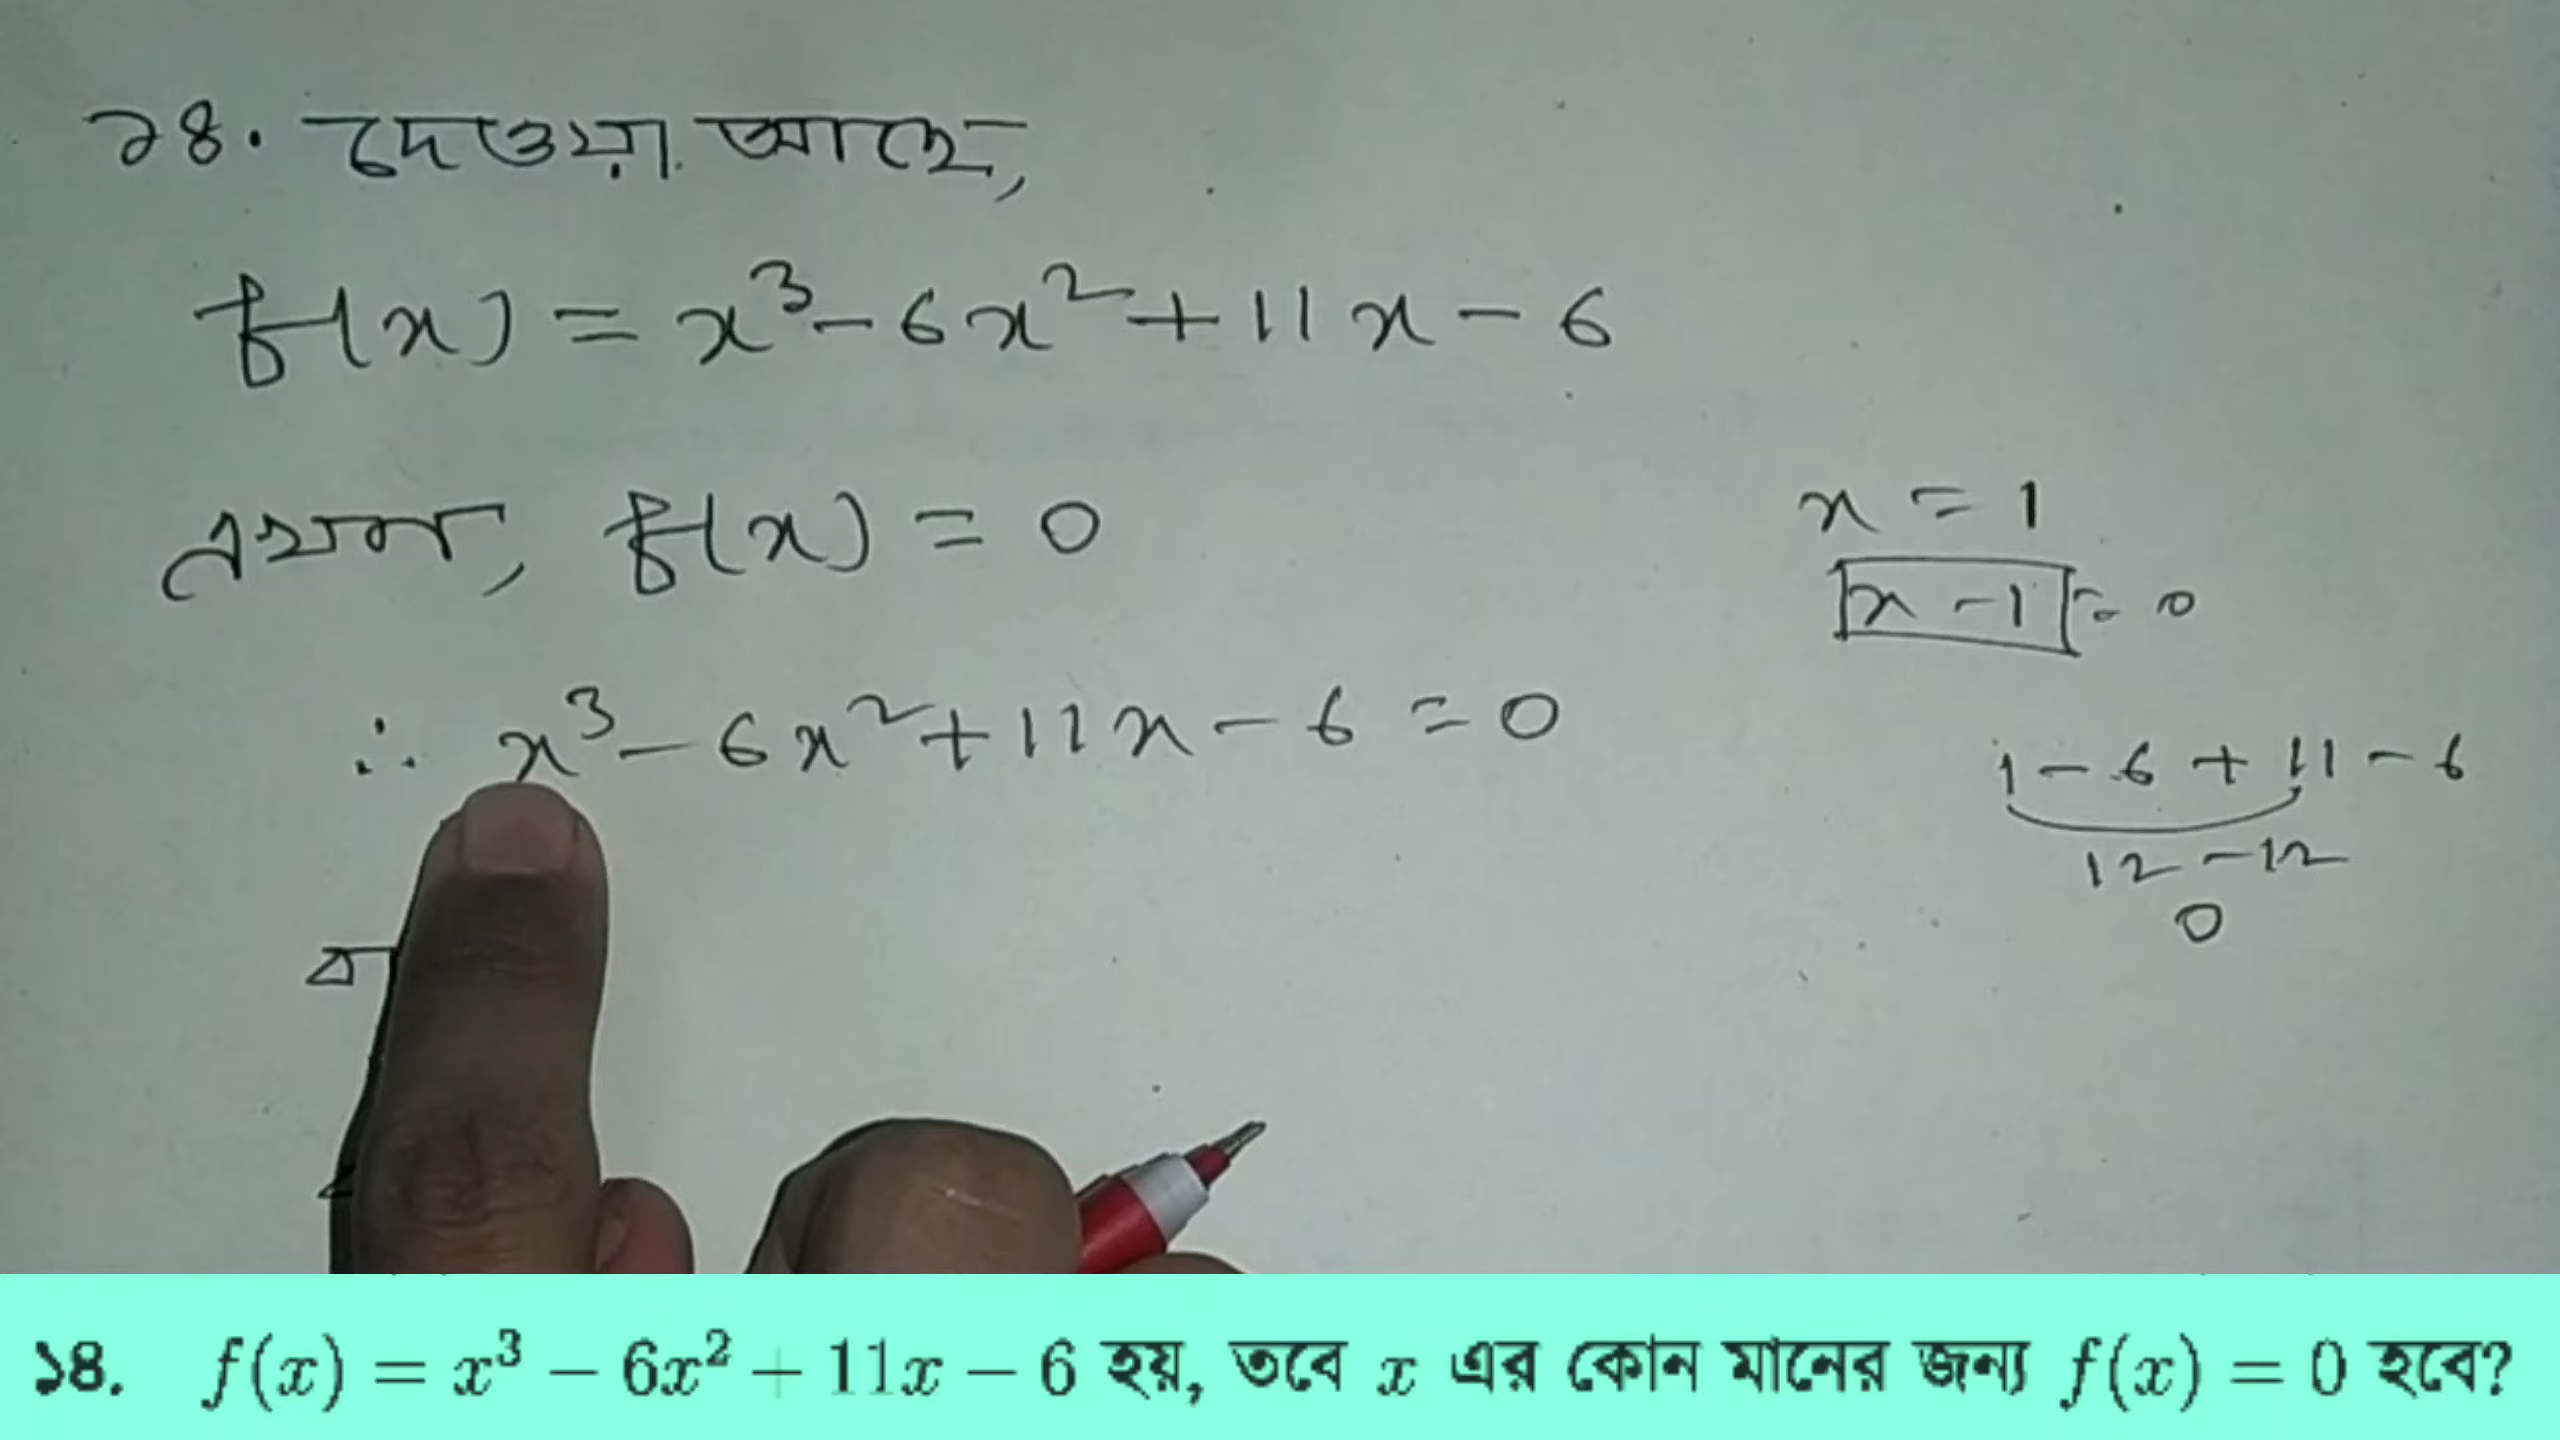 ১৪. দেওয়া আছে,
f(x) = x³ - 6x² + 11x - 6
এখন, f(x) = 0
x = 1
x - 1 = 0
∴ x³ - 6x² + 11x - 6 = 0
1 - 6 + 11 - 6
12 - 12
0
১৪. f(x) = x³ − 6x² + 11x − 6 হয়, তবে x এর কোন মানের জন্য f(x) = 0 হবে?